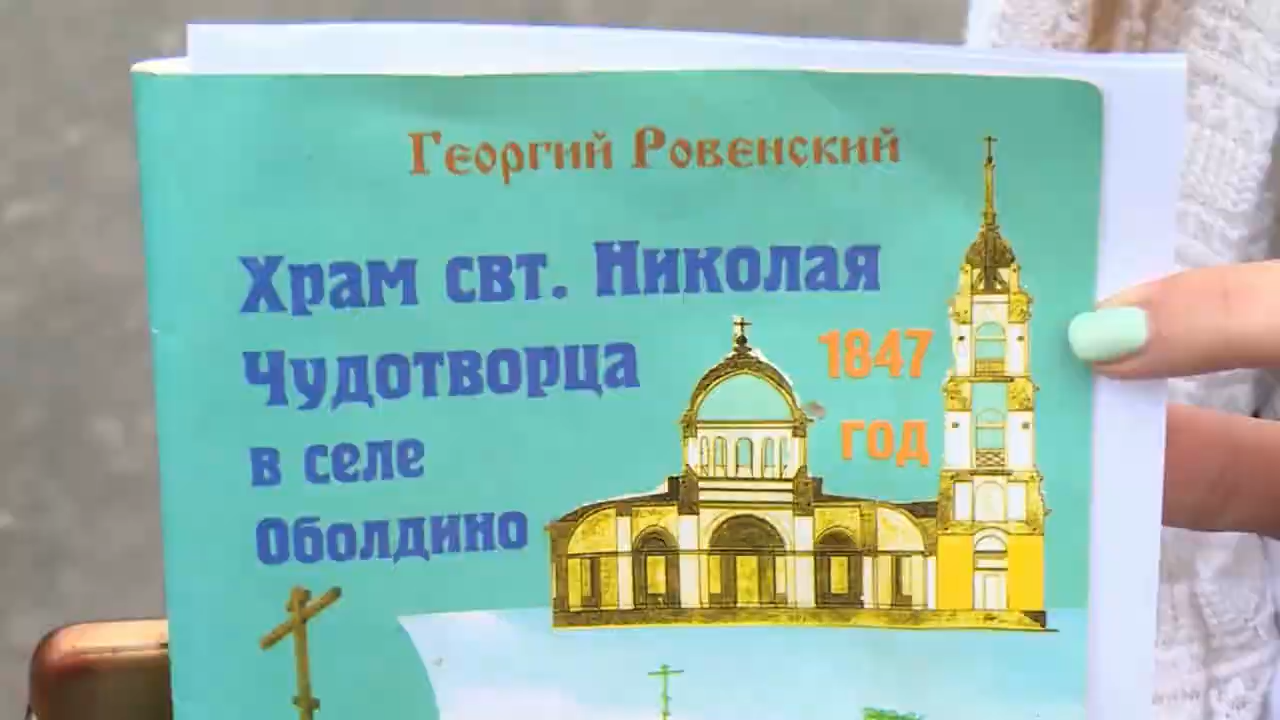 Георгий Ровенский
Храм свт. Николая
Чудотворца
1847
в селе
год
Оболдино